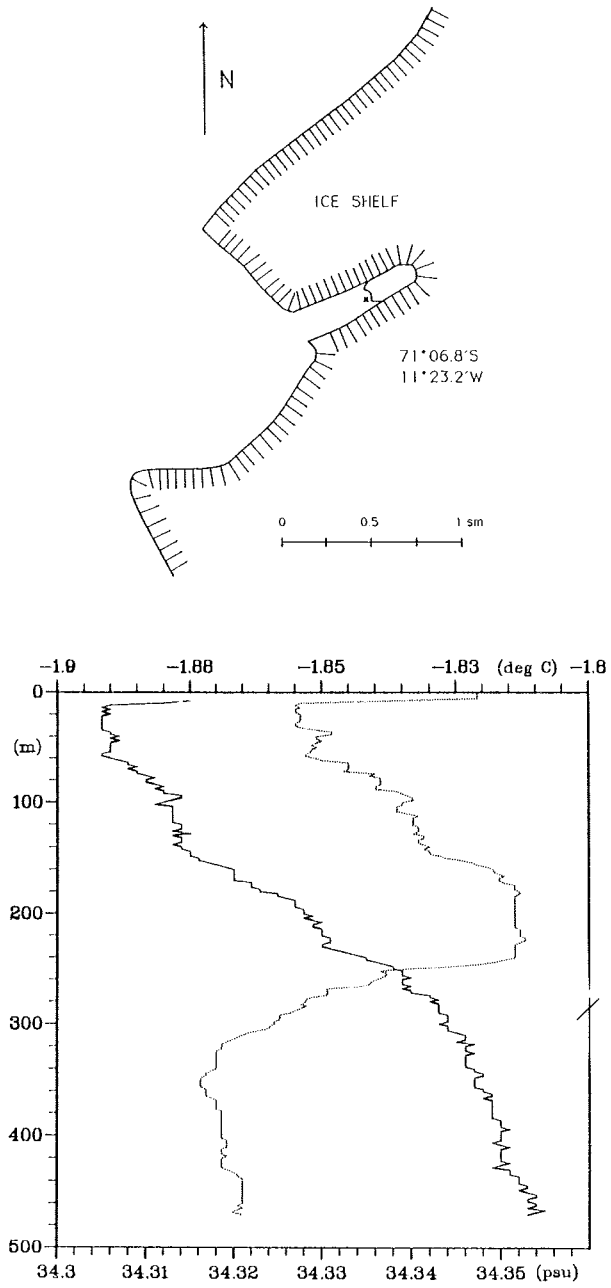 N
ICE SHELF
71°06.8'S
11°23.2'W
0 0.5 1 sm
-1.9 -1.88 -1.85 -1.83 (deg C) -1.8
0
(m)
100
200
300
400
500
34.3 34.31 34.32 34.33 34.34 34.35 (psu)